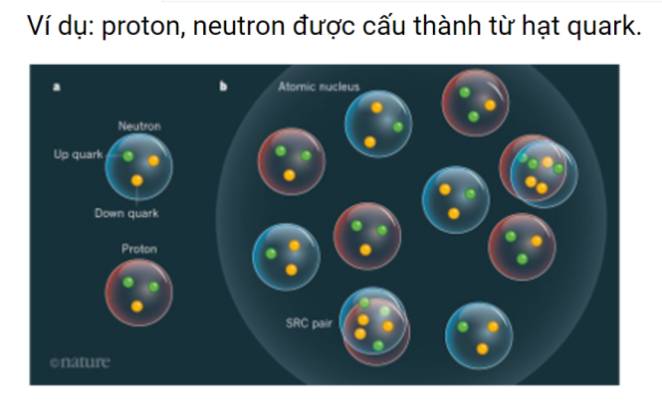 Ví dụ: proton, neutron được cấu thành từ hạt quark.
a
b
Atomic nucleus
Neutron
Up quark
Down quark
Proton
SRC pair
©nature